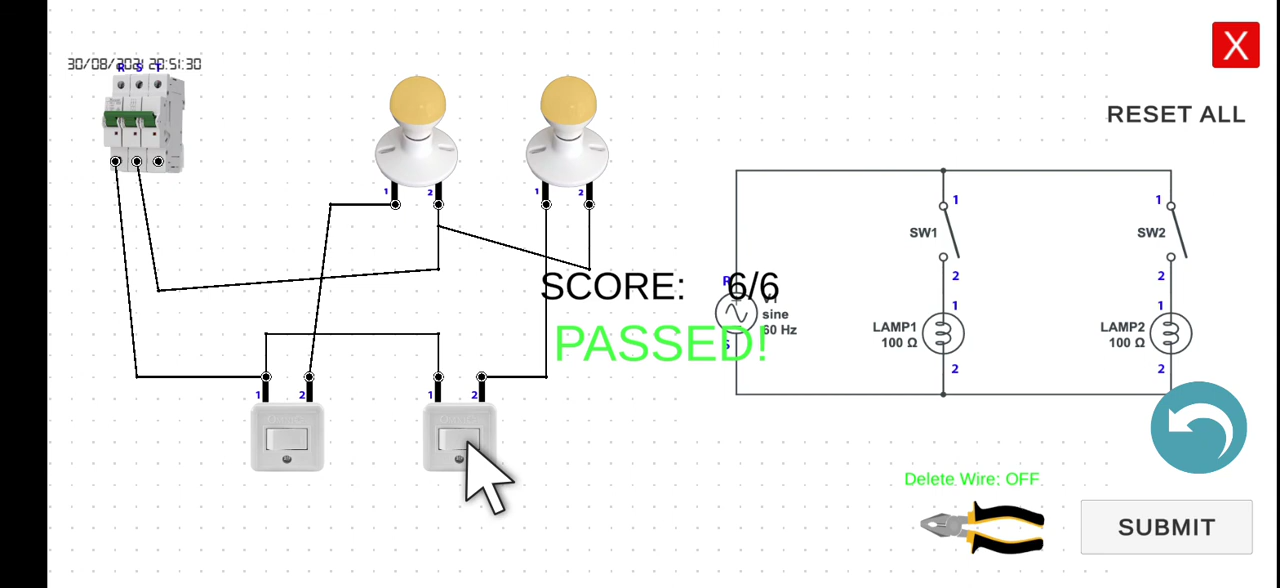 30/08/2021 20:51:30
R S T
X
RESET ALL
1 2
1 2
1
SW1
2
1
SW2
2
R
V1
sine
60 Hz
S
1
LAMP1
100 Ω
2
1
LAMP2
100 Ω
2
SCORE: 6/6
PASSED!
1 2
1 2
Delete Wire: OFF
SUBMIT